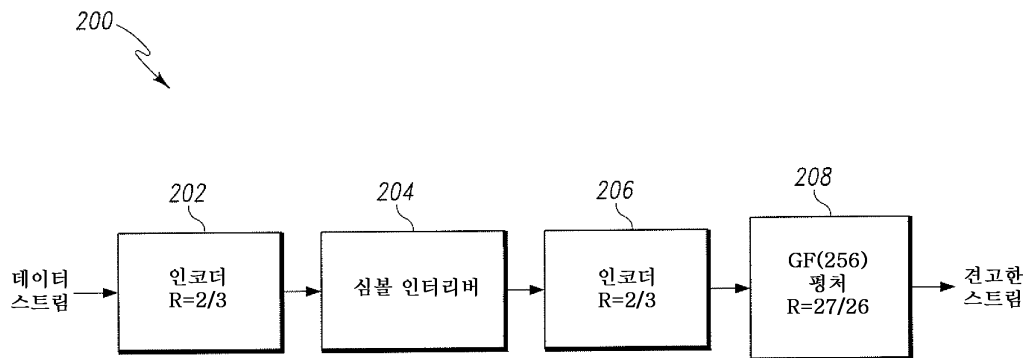 200
202
204
206
208
데이터
스트림
인코더
R=2/3
심볼 인터리버
인코더
R=2/3
GF(256)
펑처
R=27/26
견고한
스트림